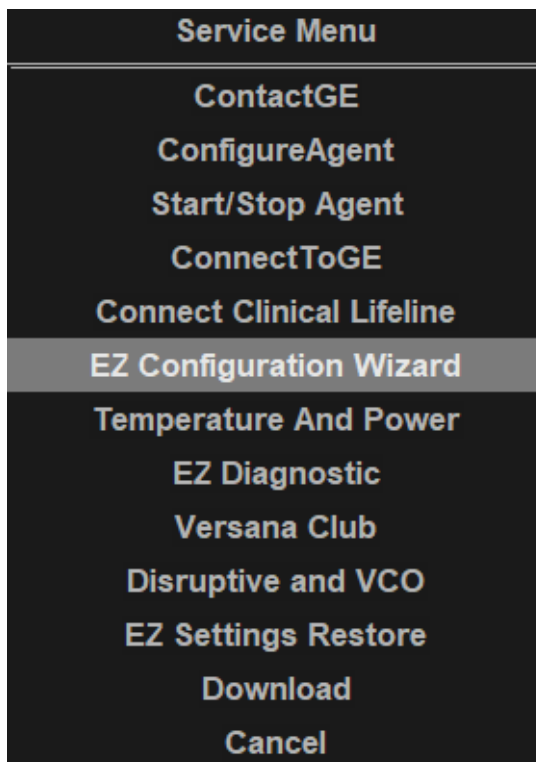 Service Menu
ContactGE
ConfigureAgent
Start/Stop Agent
ConnectToGE
Connect Clinical Lifeline
EZ Configuration Wizard
Temperature And Power
EZ Diagnostic
Versana Club
Disruptive and VCO
EZ Settings Restore
Download
Cancel